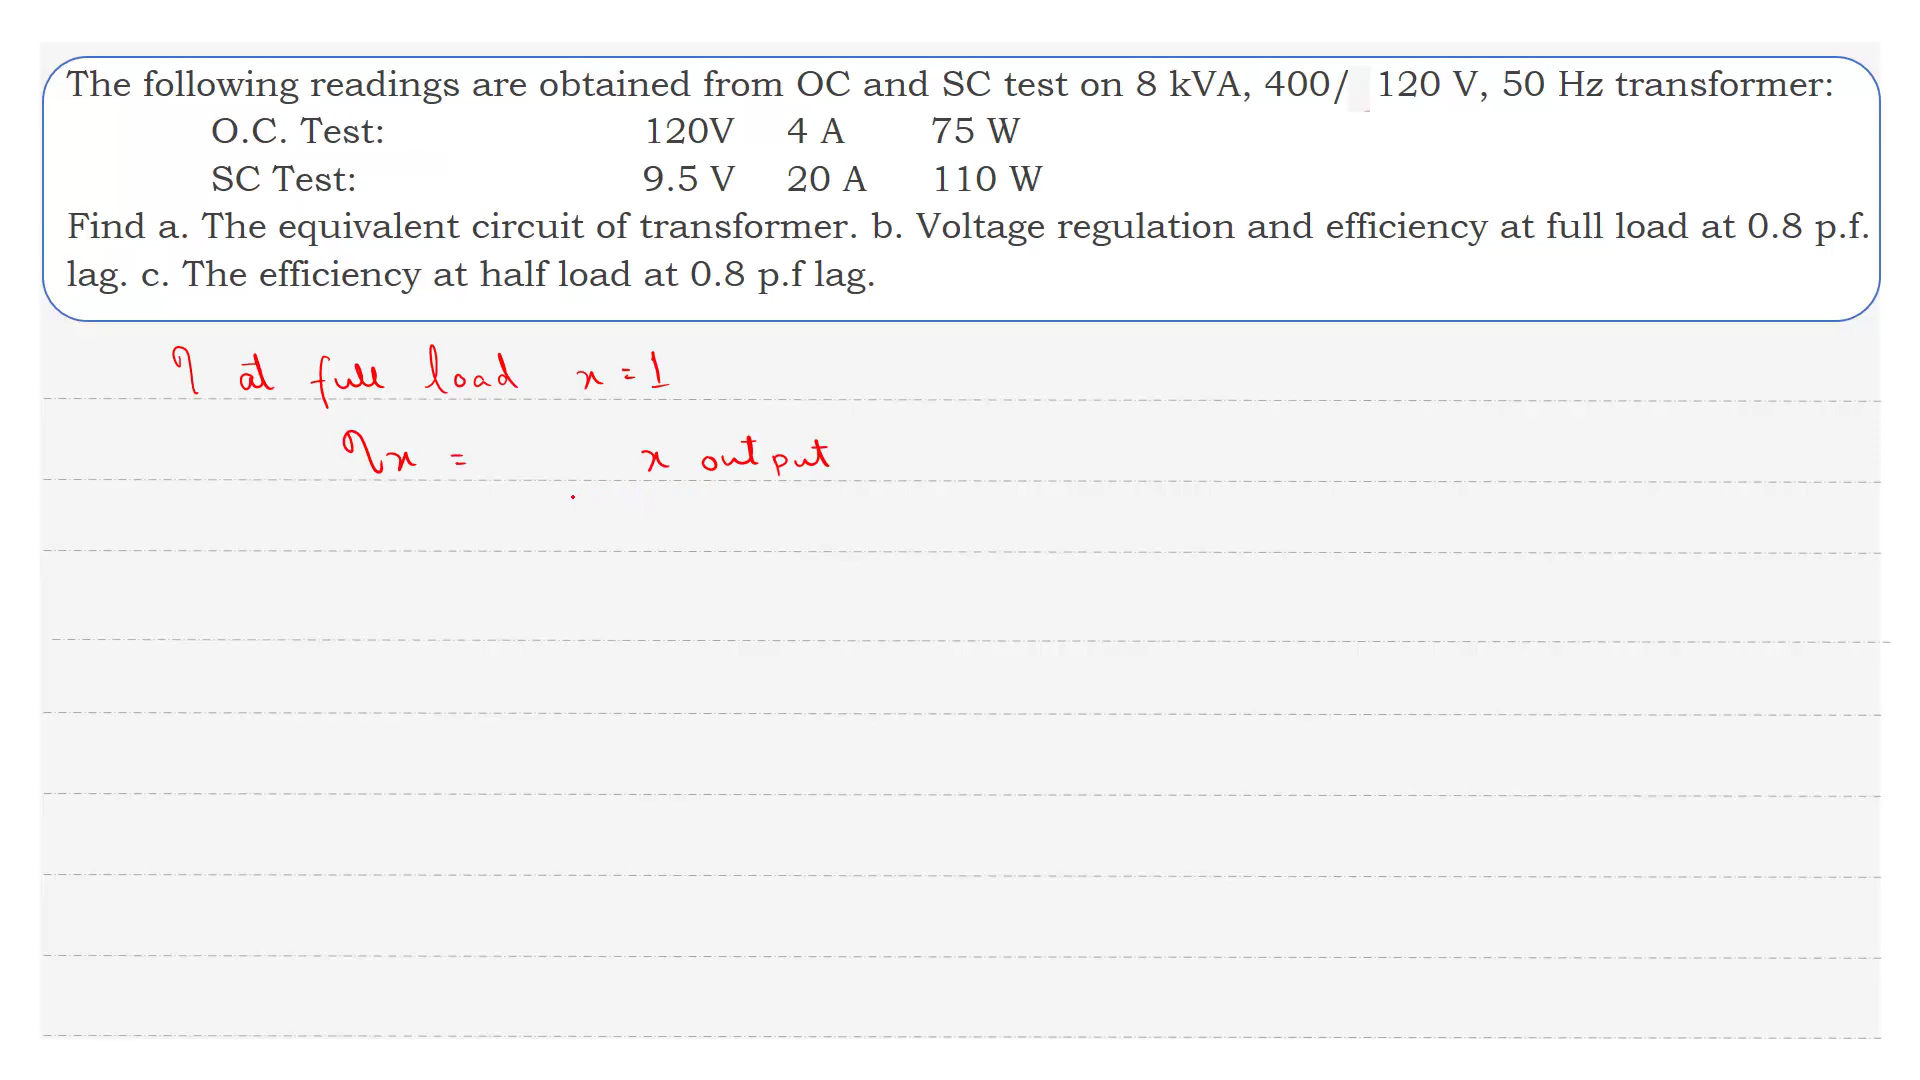 The following readings are obtained from OC and SC test on 8 kVA, 400/ 120 V, 50 Hz transformer:
O.C. Test: 120V 4 A 75 W
SC Test: 9.5 V 20 A 110 W
Find a. The equivalent circuit of transformer. b. Voltage regulation and efficiency at full load at 0.8 p.f.
lag. c. The efficiency at half load at 0.8 p.f lag.
η at full load x = 1
ηx = x output